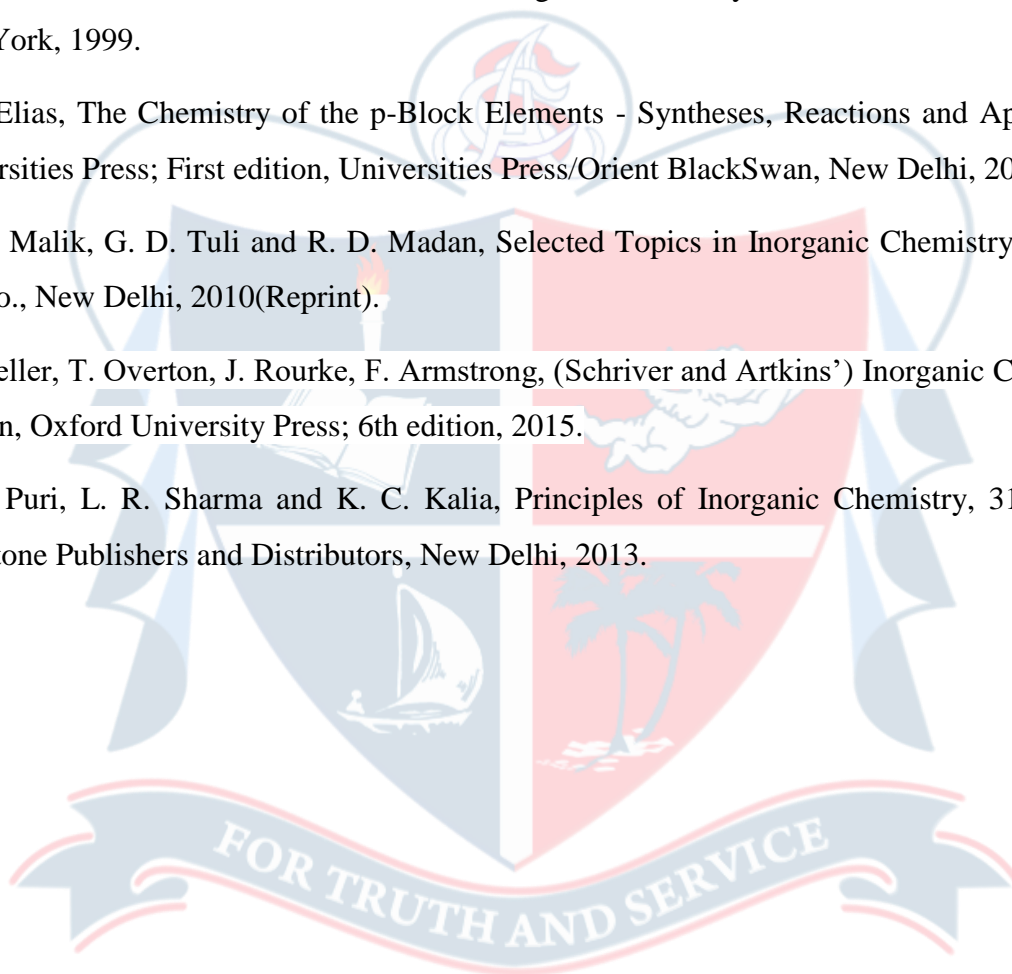 York, 1999.
Elias, The Chemistry of the p-Block Elements - Syntheses, Reactions and Ap
rsities Press; First edition, Universities Press/Orient BlackSwan, New Delhi, 20
Malik, G. D. Tuli and R. D. Madan, Selected Topics in Inorganic Chemistry
o., New Delhi, 2010(Reprint).
eller, T. Overton, J. Rourke, F. Armstrong, (Schriver and Artkins’) Inorganic C
n, Oxford University Press; 6th edition, 2015.
Puri, L. R. Sharma and K. C. Kalia, Principles of Inorganic Chemistry, 31
tone Publishers and Distributors, New Delhi, 2013.
FOR TRUTH AND SERVICE